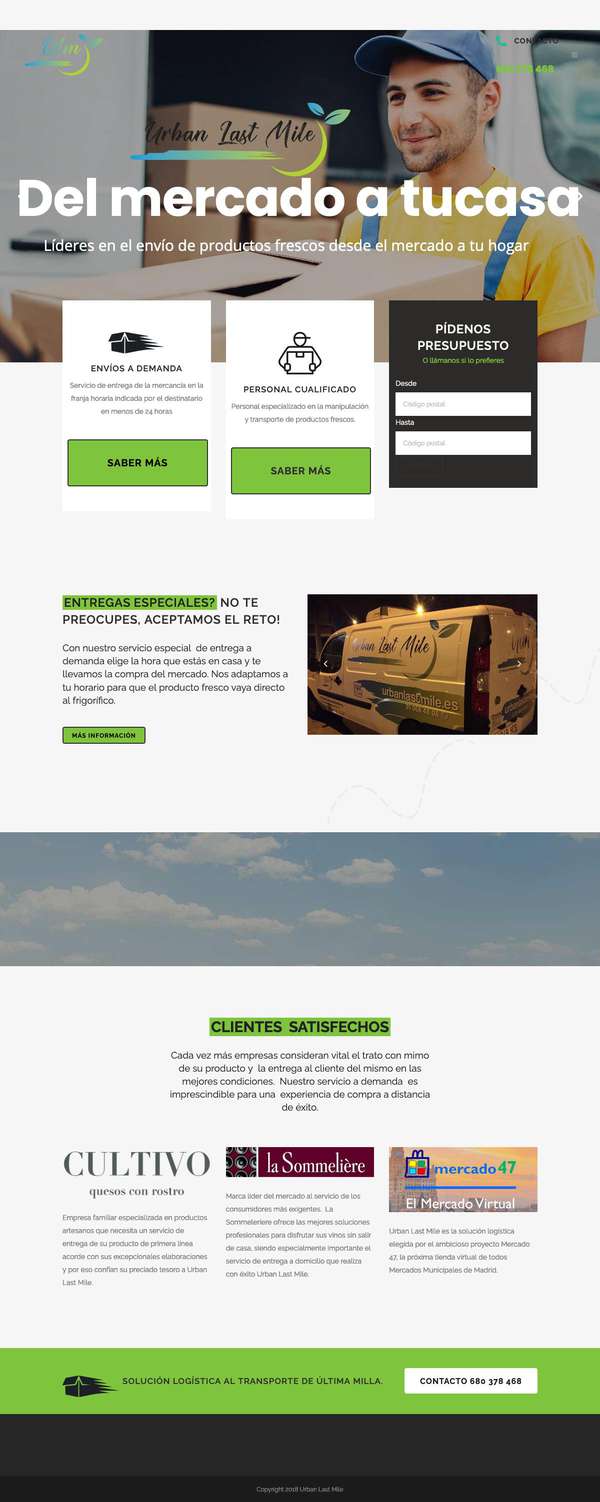 ulm
CONTACTO
680 378 468
Urban Last Mile
Del mercado a tucasa
Líderes en el envío de productos frescos desde el mercado a tu hogar
ENVÍOS A DEMANDA
Servicio de entrega de la mercancía en la
franja horaria indicada por el destinatario
en menos de 24 horas
SABER MÁS
PERSONAL CUALIFICADO
Personal especializado en la manipulación
y transporte de productos frescos.
SABER MÁS
PÍDENOS
PRESUPUESTO
O llámanos si lo prefieres
Desde
Código postal
Hasta
Código postal
ENTREGAS ESPECIALES? NO TE
PREOCUPES, ACEPTAMOS EL RETO!
Con nuestro servicio especial de entrega a
demanda elige la hora que estás en casa y te
llevamos la compra del mercado. Nos adaptamos a
tu horario para que el producto fresco vaya directo
al frigorífico.
MÁS INFORMACIÓN
Urban Last Mile
CLIENTES SATISFECHOS
Cada vez más empresas consideran vital el trato con mimo
de su producto y la entrega al cliente del mismo en las
mejores condiciones. Nuestro servicio a demanda es
imprescindible para una experiencia de compra a distancia
de éxito.
CULTIVO
quesos con rostro
Empresa familiar especializada en productos
artesanos que necesita un servicio de
entrega de su producto de primera línea
acorde con sus excepcionales elaboraciones
y por eso confían su preciado tesoro a Urban
Last Mile.
la Sommelière
Marca líder del mercado al servicio de los
consumidores más exigentes. La
Sommeleriere ofrece las mejores soluciones
profesionales para disfrutar sus vinos sin salir
de casa, siendo especialmente importante el
servicio de entrega a domicilio que realiza
con éxito Urban Last Mile.
mercado 47
El Mercado Virtual
Urban Last Mile es la solución logística
elegida por el ambicioso proyecto Mercado
47, la próxima tienda virtual de todos
Mercados Municipales de Madrid.
SOLUCIÓN LOGÍSTICA AL TRANSPORTE DE ÚLTIMA MILLA.
CONTACTO 680 378 468
Copyright 2018 Urban Last Mile